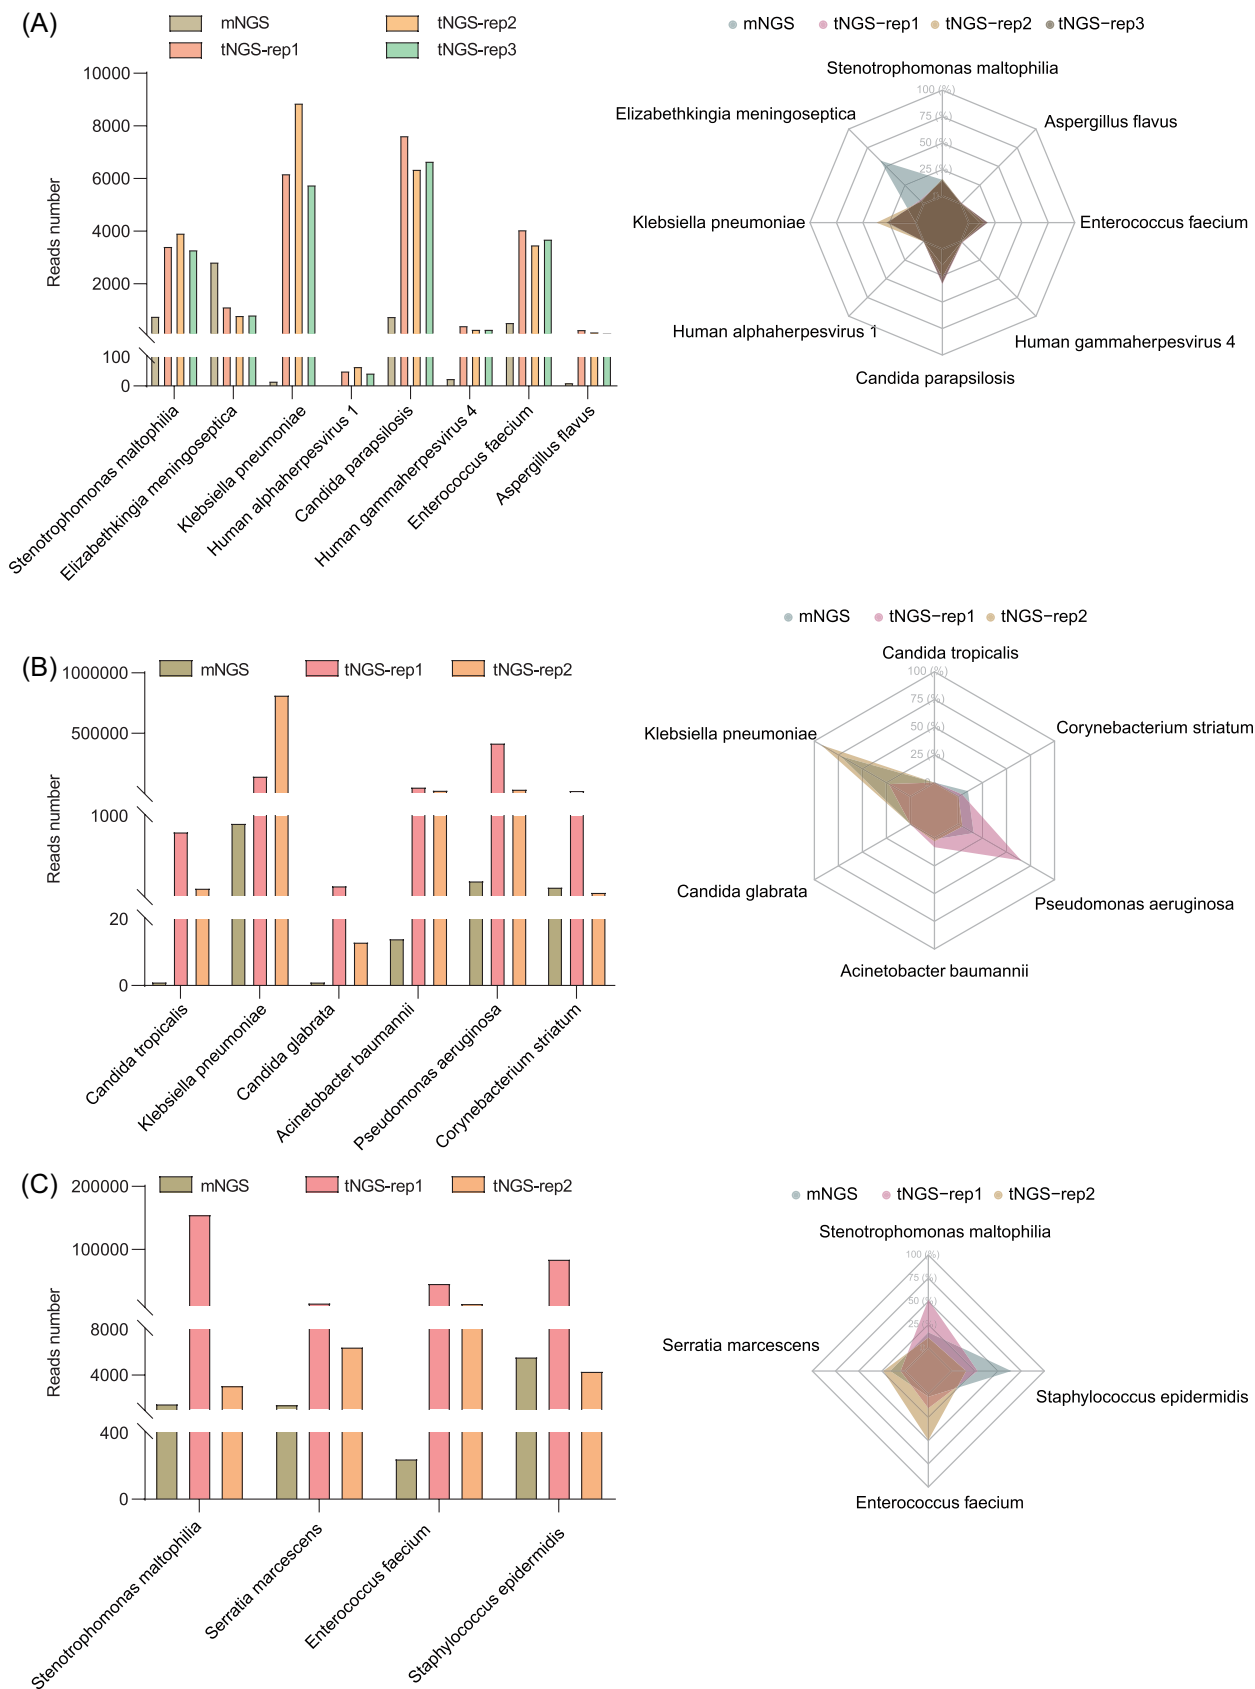 (A)
mNGS
tNGS-rep1
tNGS-rep2
tNGS-rep3
Reads number
10000
8000
6000
4000
2000
100
0
Stenotrophomonas maltophilia
Elizabethkingia meningoseptica
Klebsiella pneumoniae
Human alphaherpesvirus 1
Candida parapsilosis
Human gammaherpesvirus 4
Enterococcus faecium
Aspergillus flavus
mNGS tNGS−rep1 tNGS−rep2 tNGS−rep3
Stenotrophomonas maltophilia
100 (%)
75 (%)
50 (%)
25 (%)
0
Elizabethkingia meningoseptica
Aspergillus flavus
Klebsiella pneumoniae
Enterococcus faecium
Human alphaherpesvirus 1
Human gammaherpesvirus 4
Candida parapsilosis
(B)
mNGS tNGS-rep1 tNGS-rep2
Reads number
1000000
500000
1000
20
0
Candida tropicalis
Klebsiella pneumoniae
Candida glabrata
Acinetobacter baumannii
Pseudomonas aeruginosa
Corynebacterium striatum
mNGS tNGS−rep1 tNGS−rep2
Candida tropicalis
100 (%)
75 (%)
50 (%)
25 (%)
Klebsiella pneumoniae
Corynebacterium striatum
Candida glabrata
Pseudomonas aeruginosa
Acinetobacter baumannii
(C)
mNGS tNGS-rep1 tNGS-rep2
Reads number
200000
100000
8000
4000
400
0
Stenotrophomonas maltophilia
Serratia marcescens
Enterococcus faecium
Staphylococcus epidermidis
mNGS tNGS−rep1 tNGS−rep2
Stenotrophomonas maltophilia
100 (%)
75 (%)
50 (%)
25 (%)
Serratia marcescens
Staphylococcus epidermidis
Enterococcus faecium